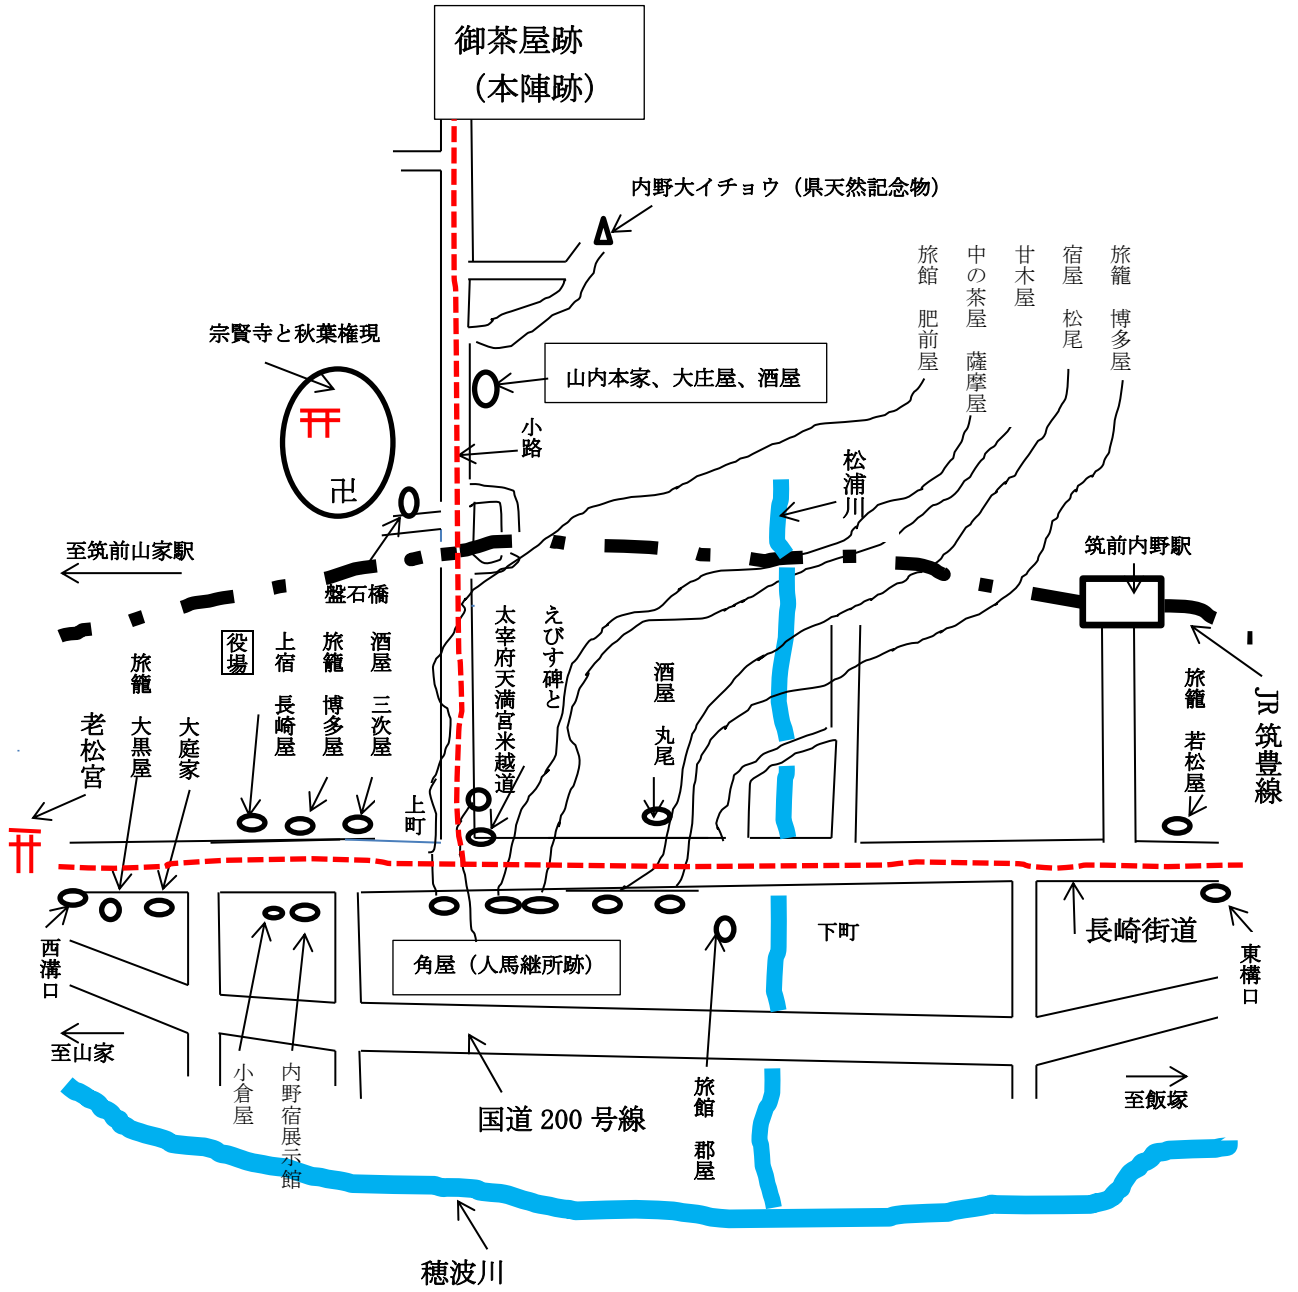 御茶屋跡
（本陣跡）
内野大イチョウ（県天然記念物）
旅籠　博多屋
宿屋　松尾
甘木屋
中の茶屋　薩摩屋
旅館　肥前屋
宗賢寺と秋葉権現
山内本家、大庄屋、酒屋
小路
卍
松浦川
至筑前山家駅
筑前内野駅
盤石橋
えびす碑と
太宰府天満宮米越道
酒屋　三次屋
旅籠　博多屋
上宿　長崎屋
役場
旅籠　大黒屋
大庭家
老松宮
酒屋　丸尾
旅籠　若松屋
JR筑豊線
上町
下町
長崎街道
角屋（人馬継所跡）
西溝口
東構口
至山家
小倉屋
内野宿展示館
国道 200 号線
旅館　郡屋
至飯塚
穂波川